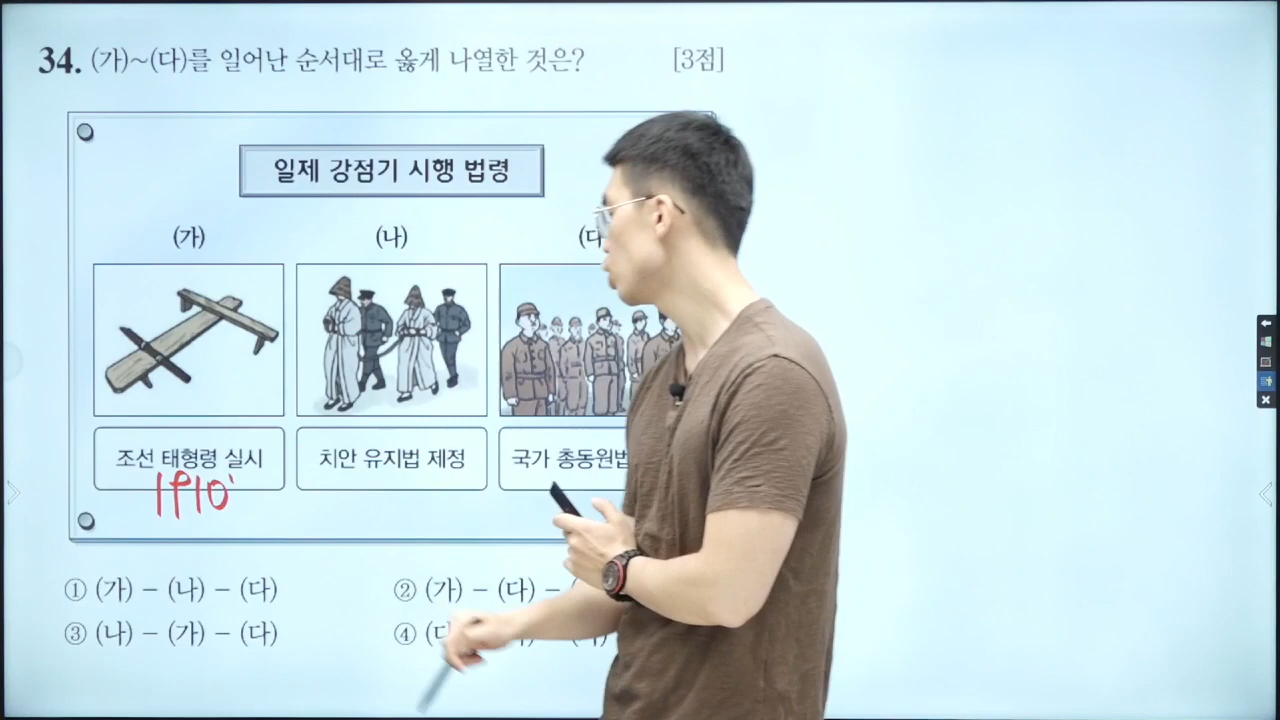 34. (가)~(다)를 일어난 순서대로 옳게 나열한 것은? [3점]
일제 강점기 시행 법령
(가) (나) (다
조선 태형령 실시 치안 유지법 제정 국가 총동원법
1910'
① (가) - (나) - (다) ② (가) - (다) -
③ (나) - (가) - (다) ④